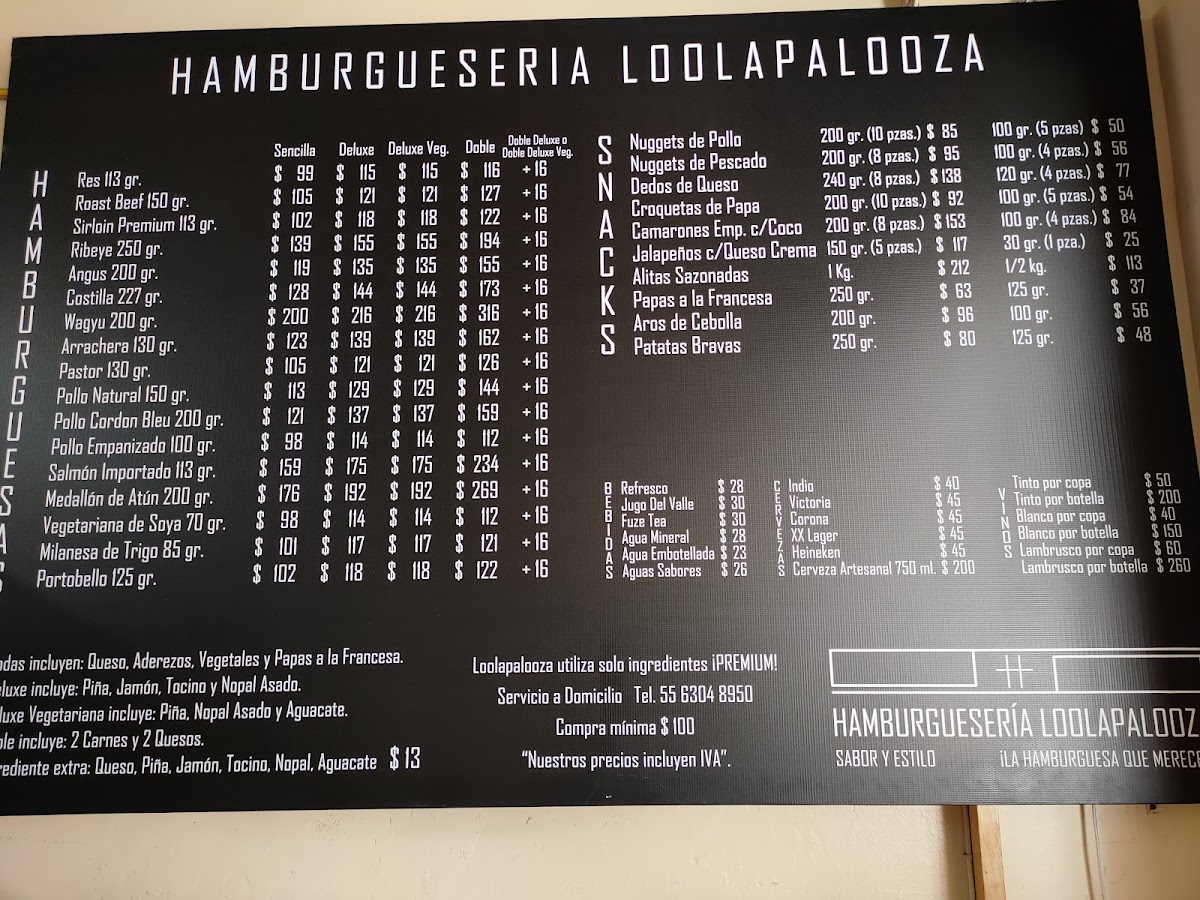 HAMBURGUESERIA LOOLAPALOOZA
HAMBURGUESAS
Sencilla Deluxe Deluxe Veg. Doble Doble Deluxe o Doble Deluxe Veg.
Res 113 gr. $ 99 $ 115 $ 115 $ 116 + 16
Roast Beef 150 gr. $ 105 $ 121 $ 121 $ 127 + 16
Sirloin Premium 113 gr. $ 102 $ 118 $ 118 $ 122 + 16
Ribeye 250 gr. $ 139 $ 155 $ 155 $ 194 + 16
Angus 200 gr. $ 119 $ 135 $ 135 $ 155 + 16
Costilla 227 gr. $ 128 $ 144 $ 144 $ 173 + 16
Wagyu 200 gr. $ 200 $ 216 $ 216 $ 316 + 16
Arrachera 130 gr. $ 123 $ 139 $ 139 $ 162 + 16
Pastor 130 gr. $ 105 $ 121 $ 121 $ 126 + 16
Pollo Natural 150 gr. $ 113 $ 129 $ 129 $ 144 + 16
Pollo Cordon Bleu 200 gr. $ 121 $ 137 $ 137 $ 159 + 16
Pollo Empanizado 100 gr. $ 98 $ 114 $ 114 $ 112 + 16
Salmón Importado 113 gr. $ 159 $ 175 $ 175 $ 234 + 16
Medallón de Atún 200 gr. $ 176 $ 192 $ 192 $ 269 + 16
Vegetariana de Soya 70 gr. $ 98 $ 114 $ 114 $ 112 + 16
Milanesa de Trigo 85 gr. $ 101 $ 117 $ 117 $ 121 + 16
Portobello 125 gr. $ 102 $ 118 $ 118 $ 122 + 16
SNACKS
Nuggets de Pollo 200 gr. (10 pzas.) $ 85 100 gr. (5 pzas) $ 50
Nuggets de Pescado 200 gr. (8 pzas.) $ 95 100 gr. (4 pzas.) $ 56
Dedos de Queso 240 gr. (8 pzas.) $ 138 120 gr. (4 pzas.) $ 77
Croquetas de Papa 200 gr. (10 pzas.) $ 92 100 gr. (5 pzas.) $ 54
Camarones Emp. c/Coco 200 gr. (8 pzas.) $ 153 100 gr. (4 pzas.) $ 84
Jalapeños c/Queso Crema 150 gr. (5 pzas.) $ 117 30 gr. (1 pza.) $ 25
Alitas Sazonadas 1 Kg. $ 212 1/2 kg. $ 113
Papas a la Francesa 250 gr. $ 63 125 gr. $ 37
Aros de Cebolla 200 gr. $ 96 100 gr. $ 56
Patatas Bravas 250 gr. $ 80 125 gr. $ 48
BEBIDAS
Refresco $ 28
Jugo Del Valle $ 30
Fuze Tea $ 30
Agua Mineral $ 28
Agua Embotellada $ 23
Aguas Sabores $ 26
CERVEZAS
Indio $ 40
Victoria $ 45
Corona $ 45
XX Lager $ 45
Heineken $ 45
Cerveza Artesanal 750 ml. $ 200
VINOS
Tinto por copa $ 50
Tinto por botella $ 200
Blanco por copa $ 40
Blanco por botella $ 150
Lambrusco por copa $ 60
Lambrusco por botella $ 260
odas incluyen: Queso, Aderezos, Vegetales y Papas a la Francesa.
eluxe incluye: Piña, Jamón, Tocino y Nopal Asado.
luxe Vegetariana incluye: Piña, Nopal Asado y Aguacate.
ble incluye: 2 Carnes y 2 Quesos.
rediente extra: Queso, Piña, Jamón, Tocino, Nopal, Aguacate $ 13
Loolapalooza utiliza solo ingredientes ¡PREMIUM!
Servicio a Domicilio Tel. 55 6304 8950
Compra mínima $ 100
"Nuestros precios incluyen IVA".
HAMBURGUESERÍA LOOLAPALOOZ
SABOR Y ESTILO ¡LA HAMBURGUESA QUE MERECE